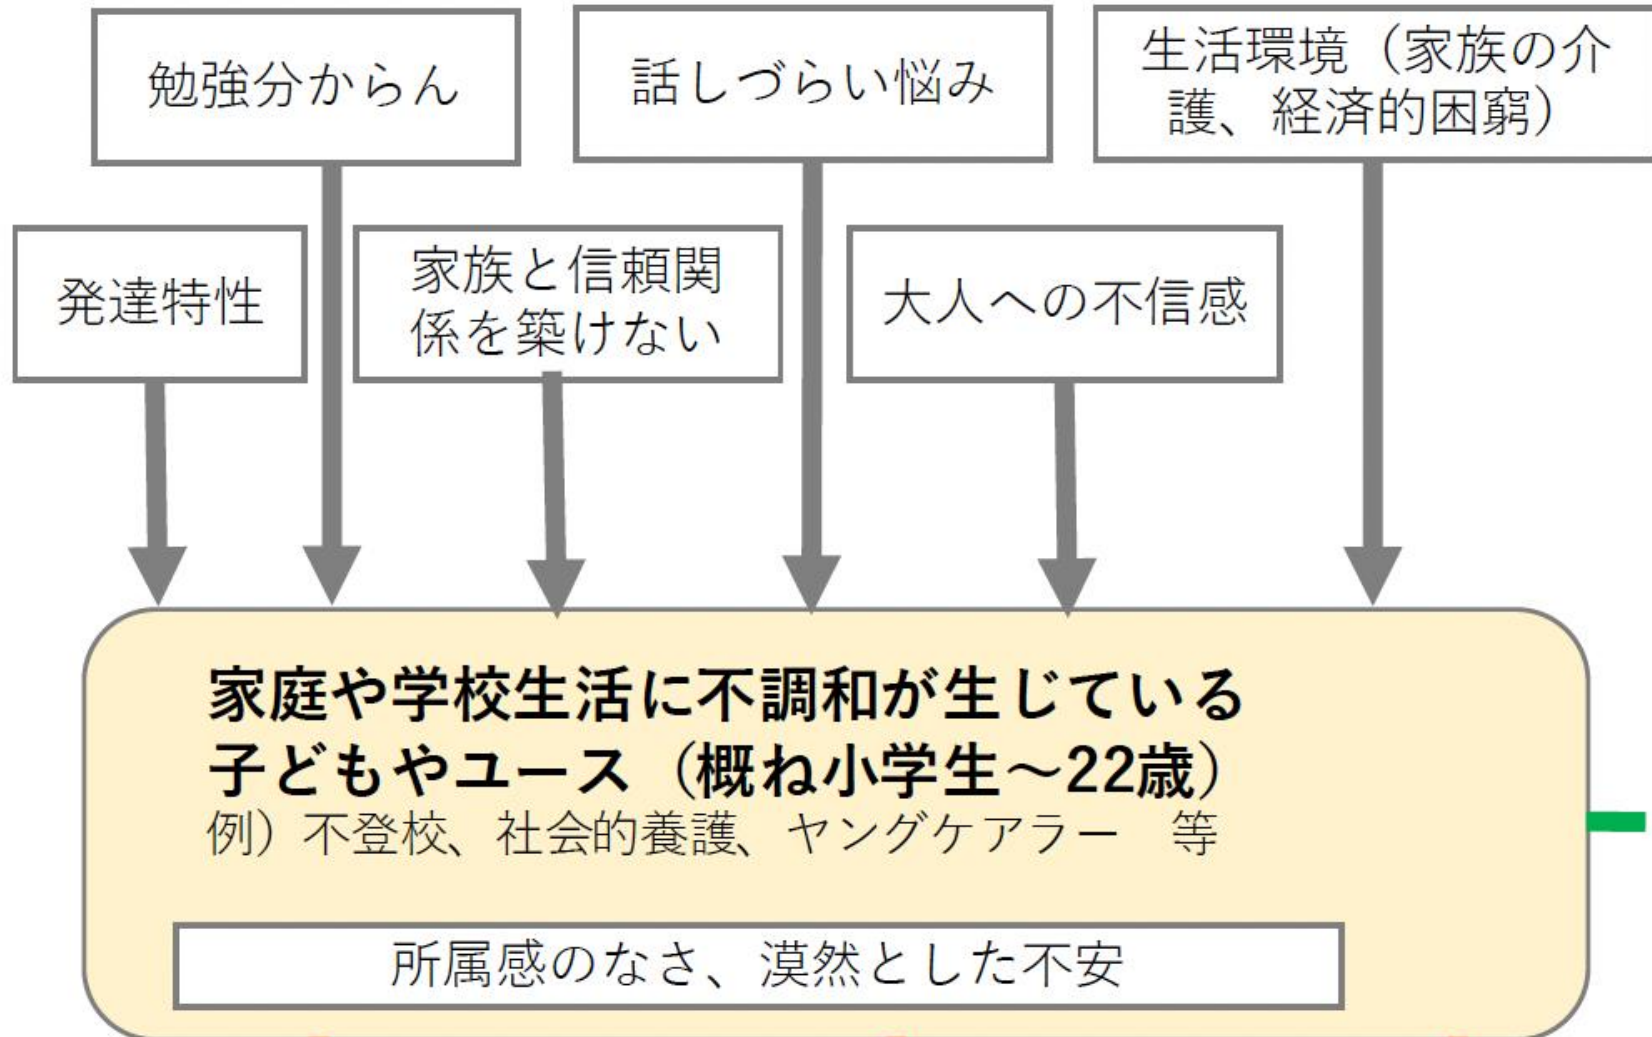 勉強分からん
話しづらい悩み
生活環境（家族の介
護、経済的困窮）
発達特性
家族と信頼関
係を築けない
大人への不信感
家庭や学校生活に不調和が生じている
子どもやユース（概ね小学生～22歳）
例）不登校、社会的養護、ヤングケアラー　等
所属感のなさ、漠然とした不安